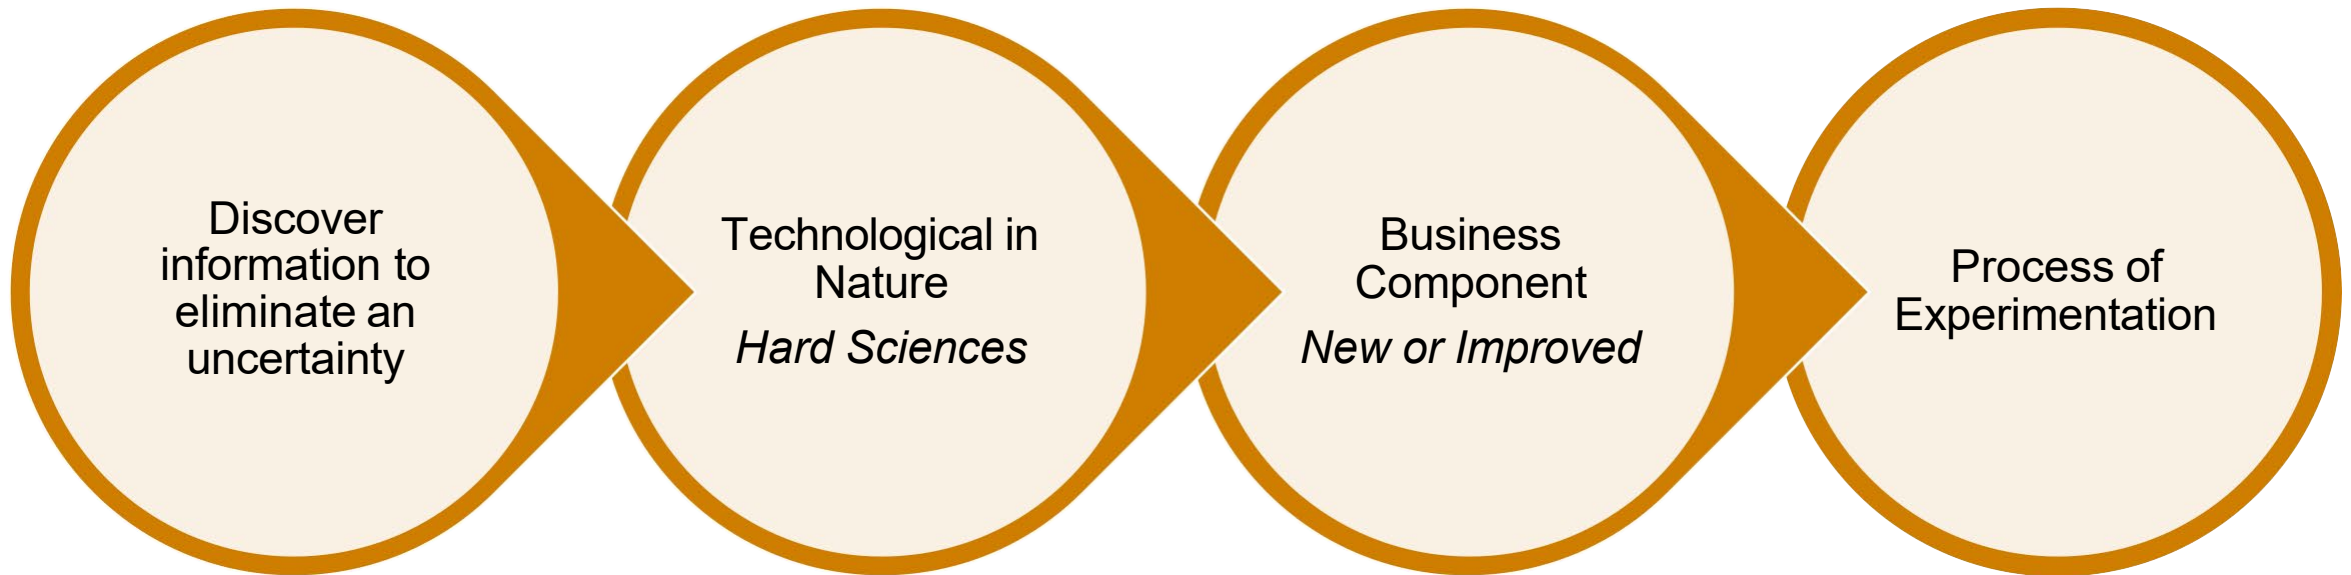 Discover
information to
eliminate an
uncertainty
Technological in
Nature
Hard Sciences
Business
Component
New or Improved
Process of
Experimentation